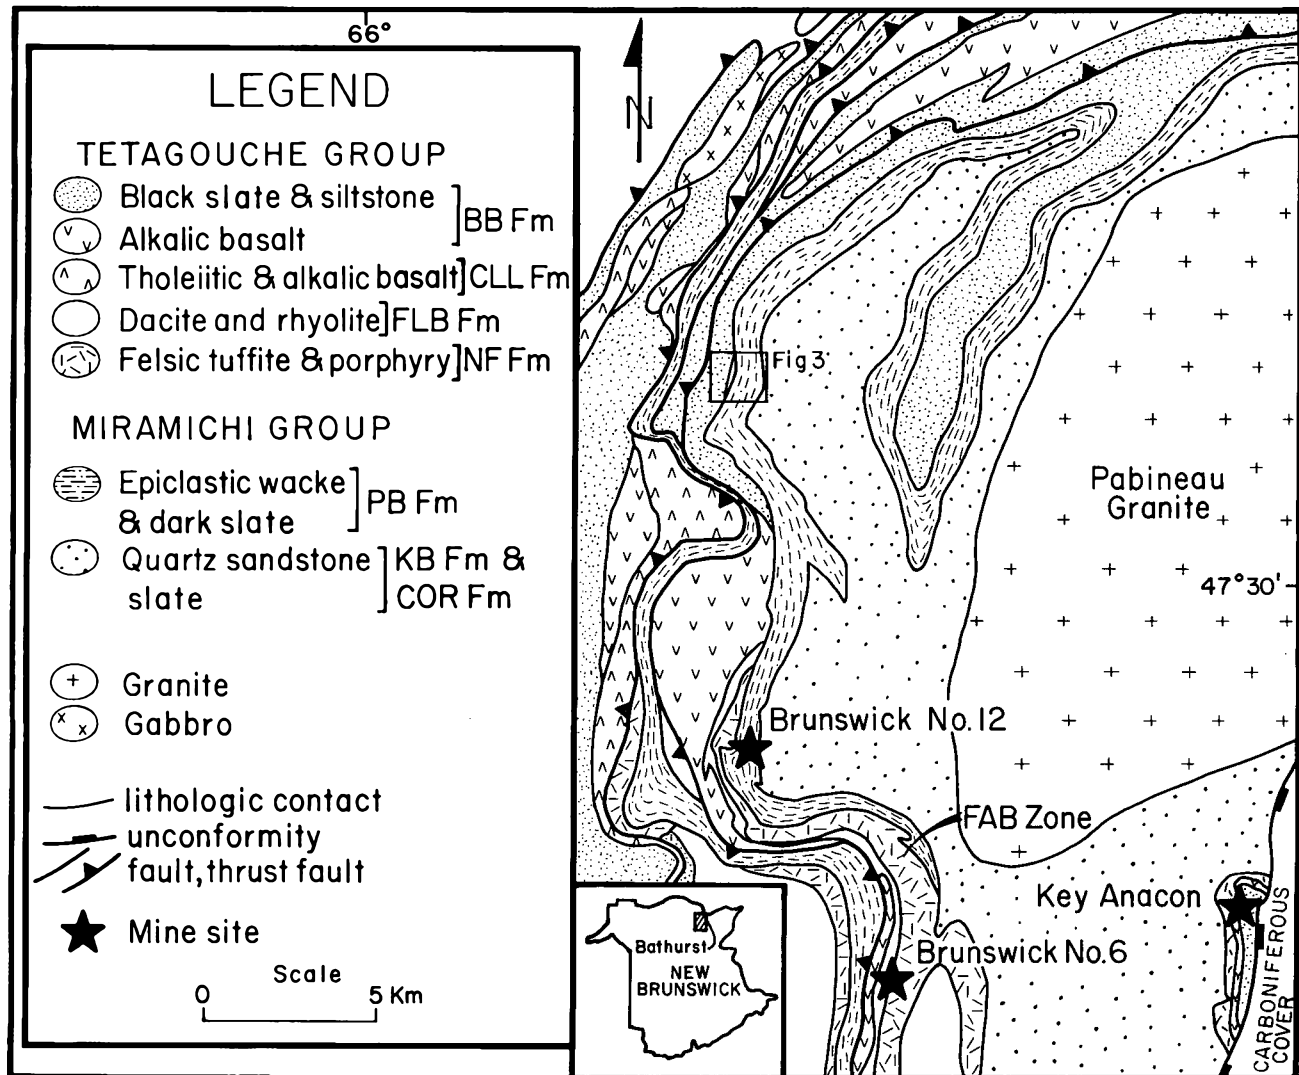 66°
LEGEND
TETAGOUCHE GROUP
Black slate & siltstone
BB Fm
Alkalic basalt
Tholeiitic & alkalic basalt CLL Fm
Dacite and rhyolite FLB Fm
Felsic tuffite & porphyry NF Fm
MIRAMICHI GROUP
Epiclastic wacke
& dark slate
PB Fm
Quartz sandstone
slate
KB Fm &
COR Fm
Granite
Gabbro
lithologic contact
unconformity
fault, thrust fault
Mine site
Scale
0 5 Km
N
Fig 3
Pabineau
Granite
47°30'
Brunswick No. 12
FAB Zone
Key Anacon
Brunswick No. 6
CARBONIFEROUS
COVER
Bathurst
NEW
BRUNSWICK